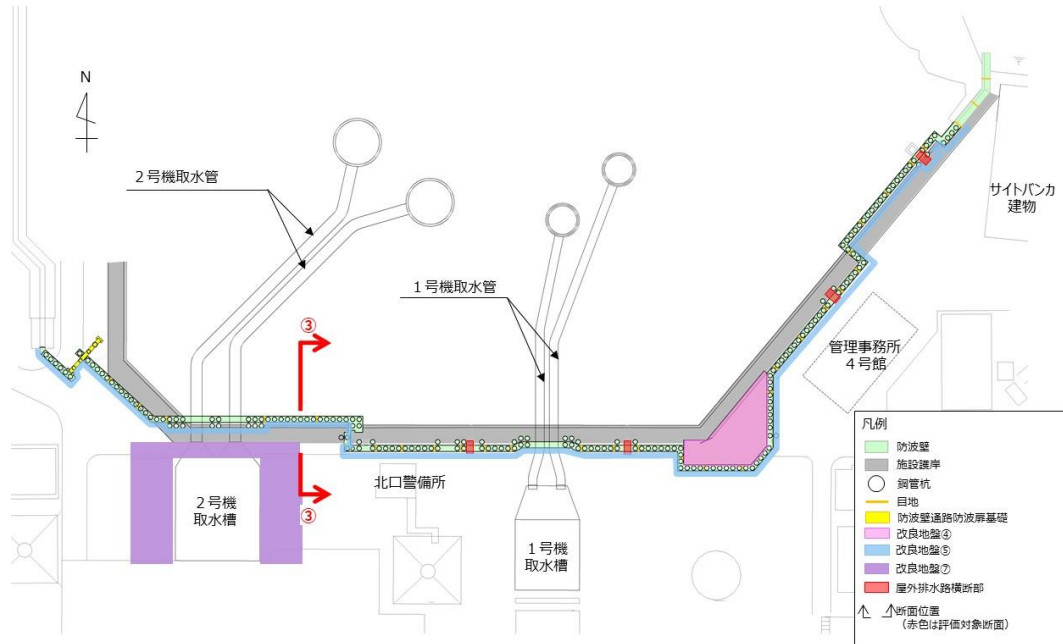 N
2号機取水管
1号機取水管
サイトバンカ
建物
③
管理事務所
4号館
③
北口警備所
2号機
取水槽
1号機
取水槽
凡例
防波壁
施設護岸
鋼管杭
目地
防波壁通路防波扉基礎
改良地盤④
改良地盤⑤
改良地盤⑦
屋外排水路横断部
断面位置
(赤色は評価対象断面)